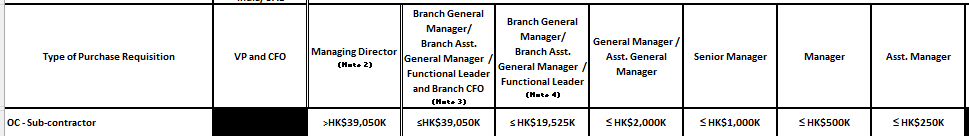 Type of Purchase Requisition
VP and CFO
Managing Director
(Note 2)
Branch General
Manager/
Branch Asst.
General Manager /
Functional Leader
and Branch CFO
(Note 3)
Branch General
Manager/
Branch Asst.
General Manager /
Functional Leader
(Note 4)
General Manager /
Asst. General
Manager
Senior Manager
Manager
Asst. Manager
OC - Sub-contractor
>HK$39,050K
≤HK$39,050K
≤ HK$19,525K
≤ HK$2,000K
≤ HK$1,000K
≤ HK$500K
≤ HK$250K